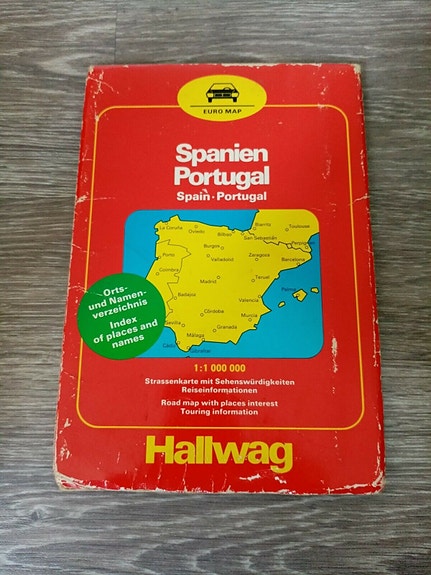 EURO MAP
Spanien
Portugal
Spain · Portugal
La Coruña
Oviedo
Bilbao
Biarritz
San Sebastián
Toulouse
Perpignan
Burgos
Porto
Valladolid
Zaragoza
Barcelona
Coimbra
Madrid
Teruel
Palma
Badajoz
Valencia
Córdoba
Murcia
Sevilla
Granada
Málaga
Cádiz
Gibraltar
Orts-
und Namen-
verzeichnis
Index
of places and
names
1:1 000 000
Strassenkarte mit Sehenswürdigkeiten
Reiseinformationen
Road map with places interest
Touring information
Hallwag